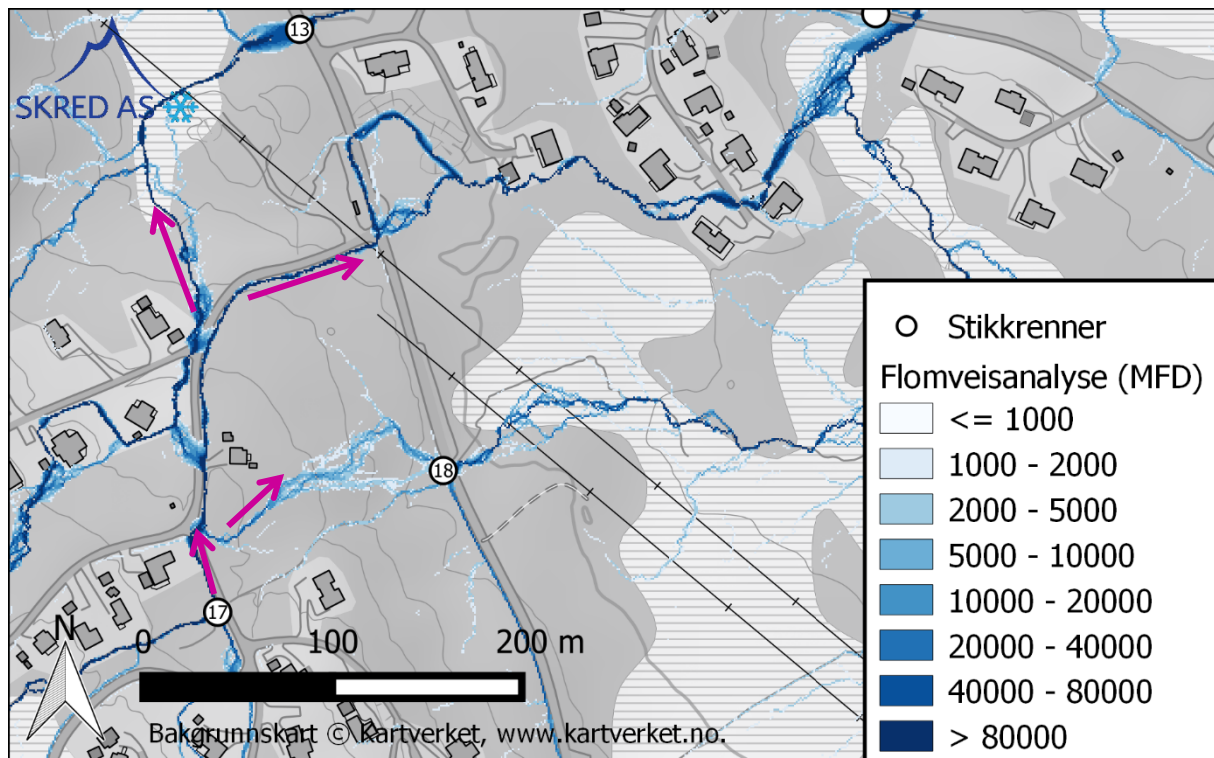 13
SKRED AS
18
17
N
0 100 200 m
Bakgrunnskart © Kartverket, www.kartverket.no.
Stikkrenner
Flomveisanalyse (MFD)
<= 1000
1000 - 2000
2000 - 5000
5000 - 10000
10000 - 20000
20000 - 40000
40000 - 80000
> 80000